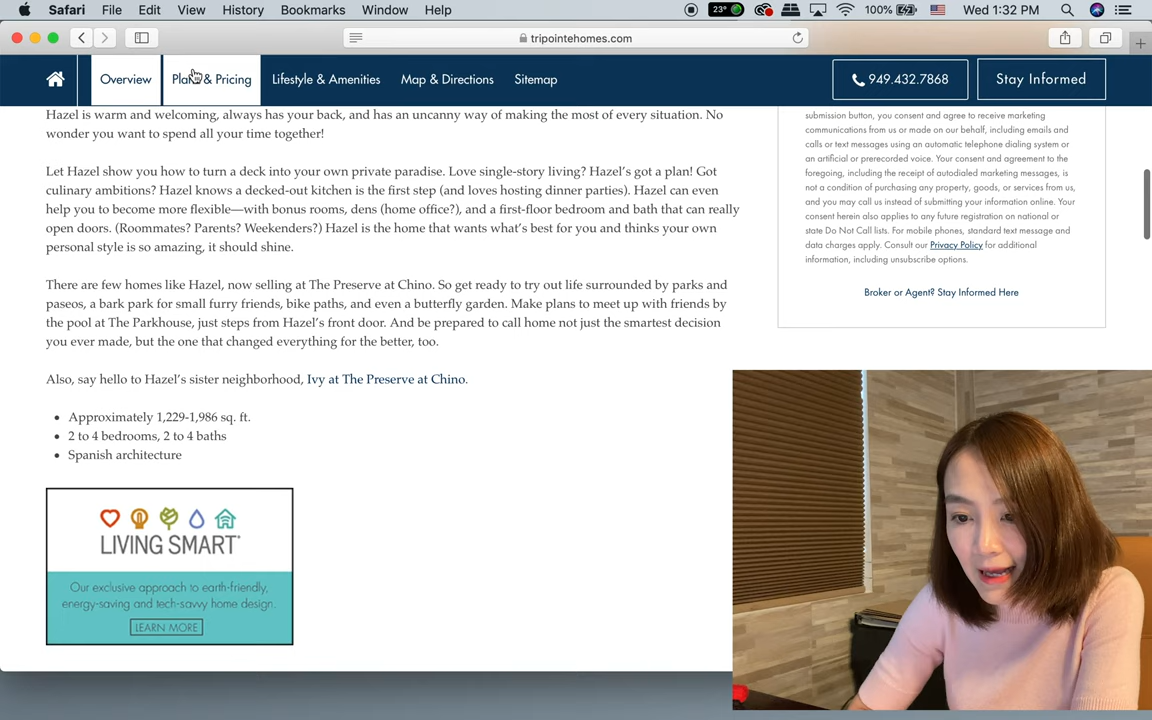 Safari File Edit View History Bookmarks Window Help 23° 100% Wed 1:32 PM
tripointehomes.com
Overview Plans & Pricing Lifestyle & Amenities Map & Directions Sitemap 949.432.7868 Stay Informed
Hazel is warm and welcoming, always has your back, and has an uncanny way of making the most of every situation. No
wonder you want to spend all your time together!
Let Hazel show you how to turn a deck into your own private paradise. Love single-story living? Hazel's got a plan! Got
culinary ambitions? Hazel knows a decked-out kitchen is the first step (and loves hosting dinner parties). Hazel can even
help you to become more flexible—with bonus rooms, dens (home office?), and a first-floor bedroom and bath that can really
open doors. (Roommates? Parents? Weekenders?) Hazel is the home that wants what's best for you and thinks your own
personal style is so amazing, it should shine.
There are few homes like Hazel, now selling at The Preserve at Chino. So get ready to try out life surrounded by parks and
paseos, a bark park for small furry friends, bike paths, and even a butterfly garden. Make plans to meet up with friends by
the pool at The Parkhouse, just steps from Hazel's front door. And be prepared to call home not just the smartest decision
you ever made, but the one that changed everything for the better, too.
Also, say hello to Hazel's sister neighborhood, Ivy at The Preserve at Chino.
• Approximately 1,229-1,986 sq. ft.
• 2 to 4 bedrooms, 2 to 4 baths
• Spanish architecture
LIVING SMART®
Our exclusive approach to earth-friendly,
energy-saving and tech-savvy home design.
LEARN MORE
submission button, you consent and agree to receive marketing
communications from us or made on our behalf, including emails and
calls or text messages using an automatic telephone dialing system or
an artificial or prerecorded voice. Your consent and agreement to the
foregoing, including the receipt of autodialed marketing messages, is
not a condition of purchasing any property, goods, or services from us,
and you may call us instead of submitting your information online. Your
consent herein also applies to any future registration on national or
state Do Not Call lists. For mobile phones, standard text message and
data charges apply. Consult our Privacy Policy for additional
information, including unsubscribe options.
Broker or Agent? Stay Informed Here